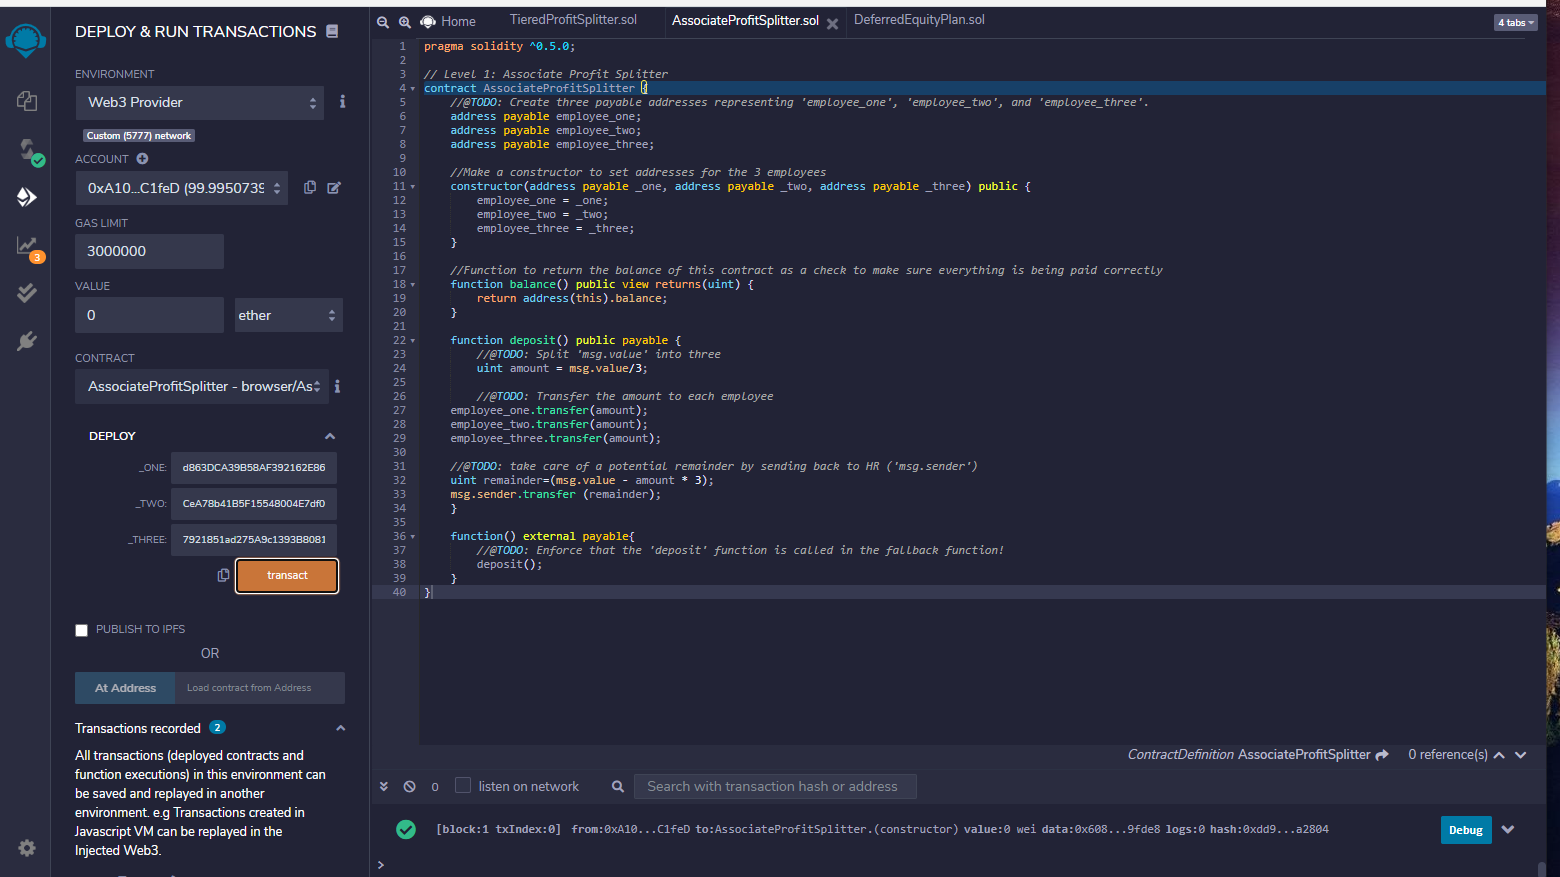 DEPLOY & RUN TRANSACTIONS
ENVIRONMENT
Web3 Provider
Custom (5777) network
ACCOUNT
0xA10...C1feD (99.9950739
GAS LIMIT
3000000
VALUE
0
ether
CONTRACT
AssociateProfitSplitter - browser/As
DEPLOY
_ONE:
d863DCA39B58AF392162E86
_TWO:
CeA78b41B5F15548004E7df0
_THREE:
7921851ad275A9c1393B8081
transact
PUBLISH TO IPFS
OR
At Address
Load contract from Address
Transactions recorded 2
All transactions (deployed contracts and
function executions) in this environment can
be saved and replayed in another
environment. e.g Transactions created in
Javascript VM can be replayed in the
Injected Web3.
3
Home
TieredProfitSplitter.sol
AssociateProfitSplitter.sol
DeferredEquityPlan.sol
4 tabs
1 pragma solidity ^0.5.0;
2
3 // Level 1: Associate Profit Splitter
4 contract AssociateProfitSplitter {
5 //@TODO: Create three payable addresses representing 'employee_one', 'employee_two', and 'employee_three'.
6 address payable employee_one;
7 address payable employee_two;
8 address payable employee_three;
9
10 //Make a constructor to set addresses for the 3 employees
11 constructor(address payable _one, address payable _two, address payable _three) public {
12 employee_one = _one;
13 employee_two = _two;
14 employee_three = _three;
15 }
16
17 //Function to return the balance of this contract as a check to make sure everything is being paid correctly
18 function balance() public view returns(uint) {
19 return address(this).balance;
20 }
21
22 function deposit() public payable {
23 //@TODO: Split 'msg.value' into three
24 uint amount = msg.value/3;
25
26 //@TODO: Transfer the amount to each employee
27 employee_one.transfer(amount);
28 employee_two.transfer(amount);
29 employee_three.transfer(amount);
30
31 //@TODO: take care of a potential remainder by sending back to HR ('msg.sender')
32 uint remainder=(msg.value - amount * 3);
33 msg.sender.transfer (remainder);
34 }
35
36 function() external payable{
37 //@TODO: Enforce that the 'deposit' function is called in the fallback function!
38 deposit();
39 }
40 }
ContractDefinition AssociateProfitSplitter 0 reference(s)
0
listen on network
Search with transaction hash or address
[block:1 txIndex:0] from:0xA10...C1feD to:AssociateProfitSplitter.(constructor) value:0 wei data:0x608...9fde8 logs:0 hash:0xdd9...a2804
Debug
>